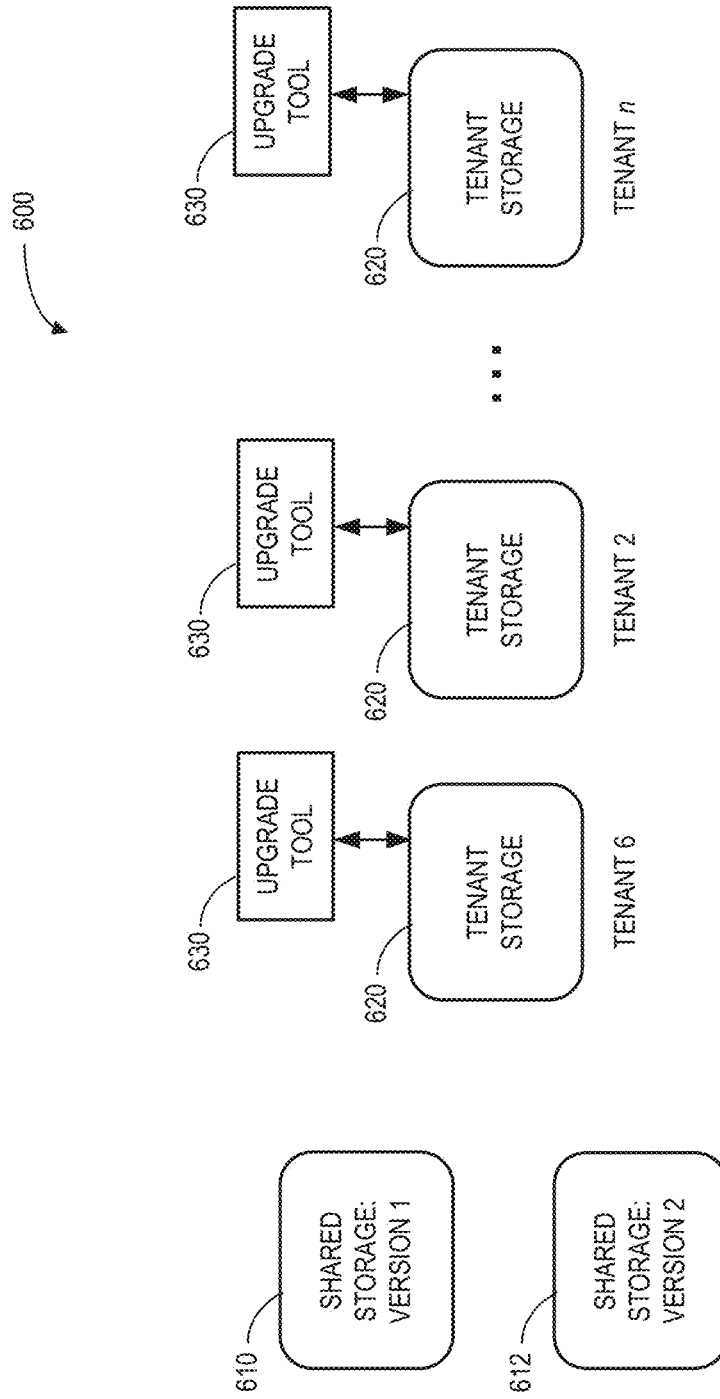 600
630
UPGRADE
TOOL
630
UPGRADE
TOOL
630
UPGRADE
TOOL
610
SHARED
STORAGE:
VERSION 1
620
TENANT
STORAGE
620
TENANT
STORAGE
620
TENANT
STORAGE
TENANT 6
TENANT 2
TENANT n
612
SHARED
STORAGE:
VERSION 2